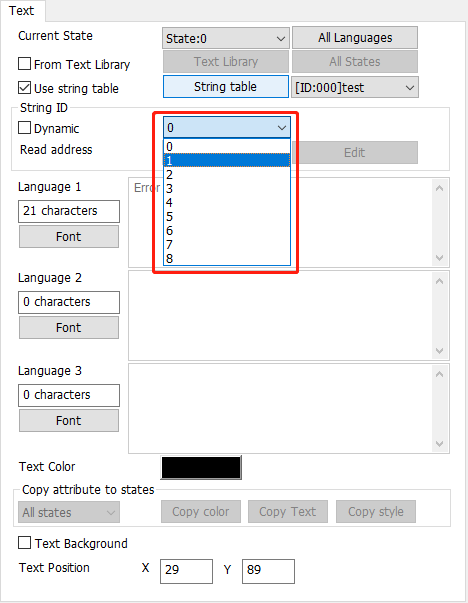 Text
Current State State:0 All Languages
From Text Library Text Library All States
Use string table String table [ID:000]test
String ID
Dynamic 0
Read address Edit
0
1
2
3
4
5
6
7
8
Language 1 Error
21 characters
Font
Language 2
0 characters
Font
Language 3
0 characters
Font
Text Color
Copy attribute to states
All states Copy color Copy Text Copy style
Text Background
Text Position X 29 Y 89